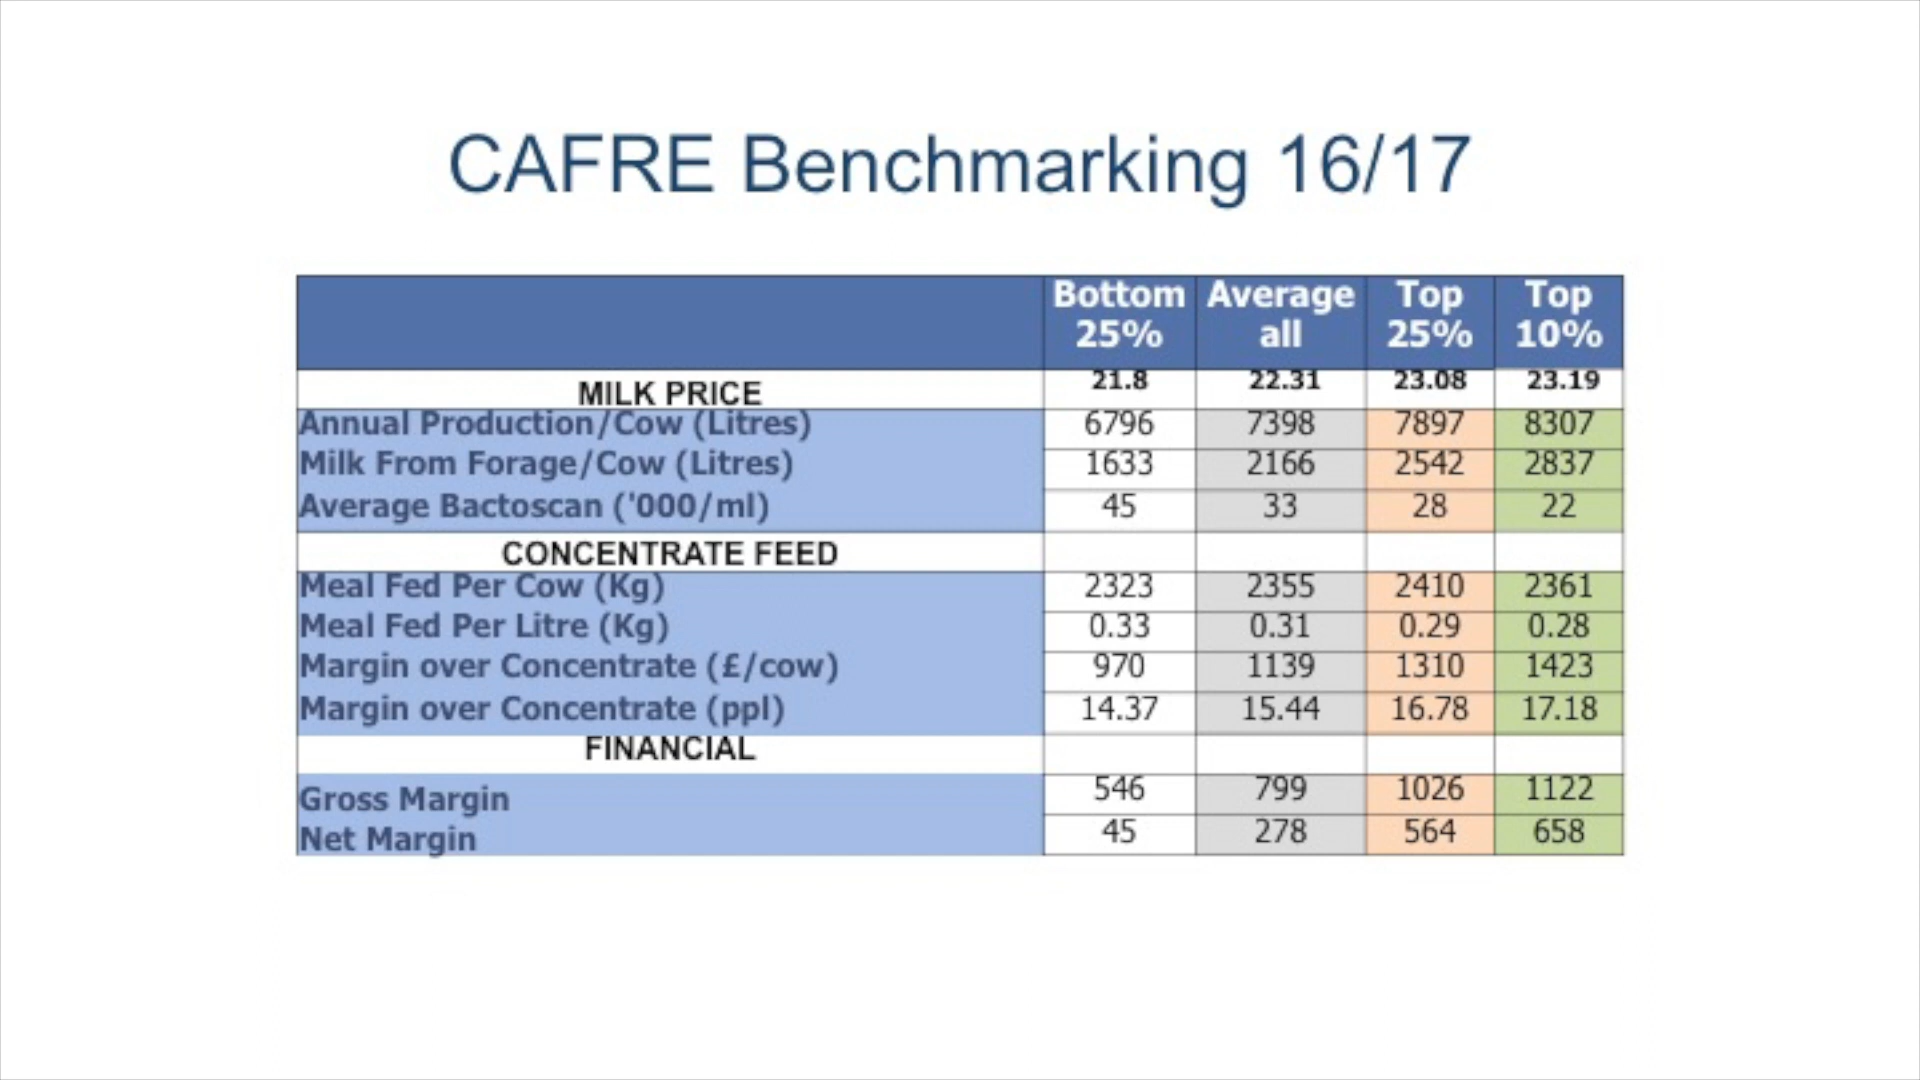 CAFRE Benchmarking 16/17
Bottom 25% Average all Top 25% Top 10%
MILK PRICE 21.8 22.31 23.08 23.19
Annual Production/Cow (Litres) 6796 7398 7897 8307
Milk From Forage/Cow (Litres) 1633 2166 2542 2837
Average Bactoscan ('000/ml) 45 33 28 22
CONCENTRATE FEED
Meal Fed Per Cow (Kg) 2323 2355 2410 2361
Meal Fed Per Litre (Kg) 0.33 0.31 0.29 0.28
Margin over Concentrate (£/cow) 970 1139 1310 1423
Margin over Concentrate (ppl) 14.37 15.44 16.78 17.18
FINANCIAL
Gross Margin 546 799 1026 1122
Net Margin 45 278 564 658